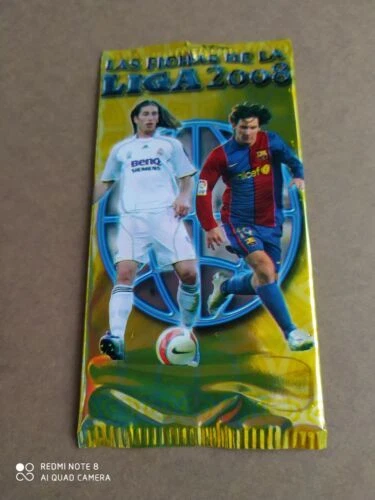 LAS FICHAS DE LA
LIGA 2008
BenQ
SIEMENS
unicef
REDMI NOTE 8
AI QUAD CAMERA